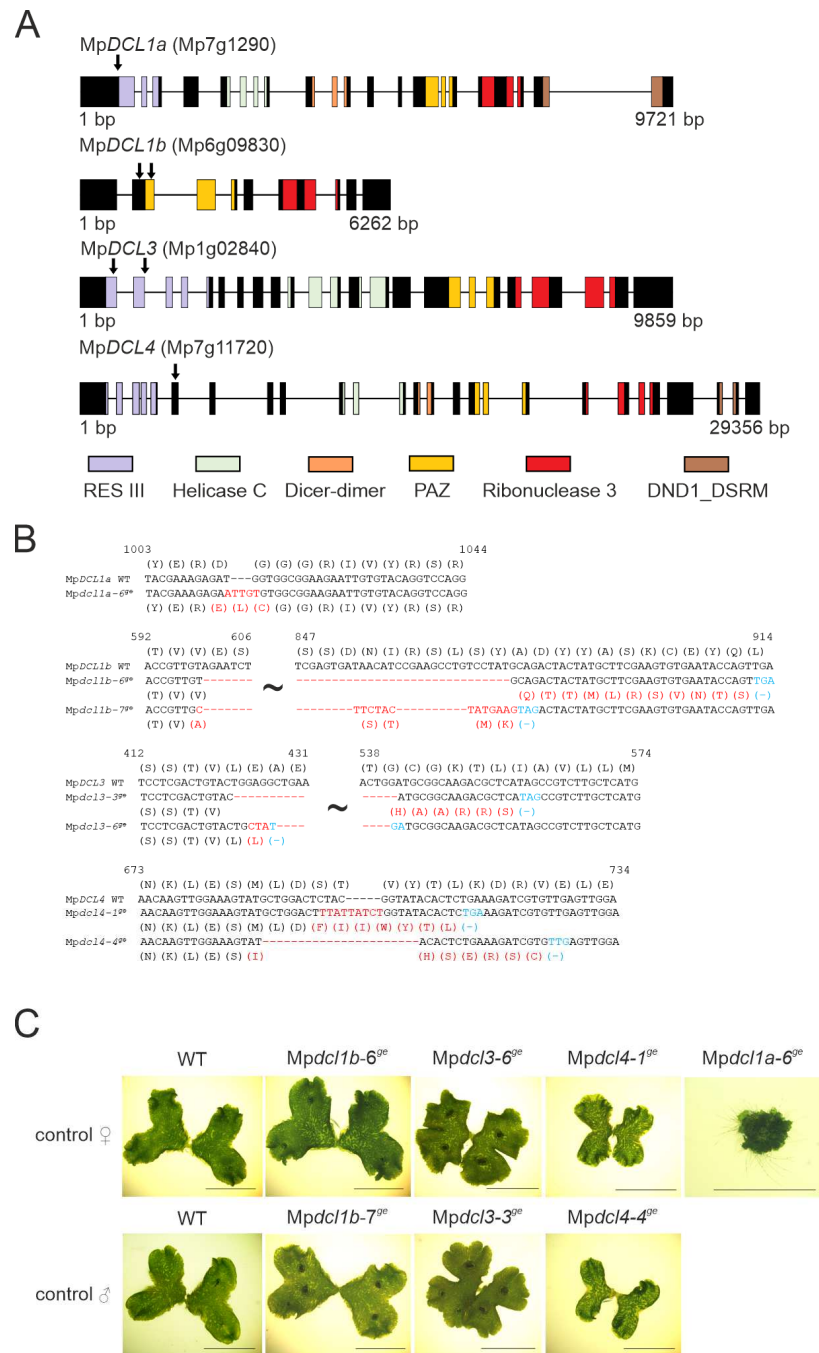 A
MpDCL1a (Mp7g1290)
1 bp 9721 bp
MpDCL1b (Mp6g09830)
1 bp 6262 bp
MpDCL3 (Mp1g02840)
1 bp 9859 bp
MpDCL4 (Mp7g11720)
1 bp 29356 bp
RES III Helicase C Dicer-dimer PAZ Ribonuclease 3 DND1_DSRM
B
1003 1044
(Y)(E)(R)(D) (G)(G)(G)(R)(I)(V)(Y)(R)(S)(R)
MpDCL1a WT TACGAAAGAGAT---GGTGGCGGAAGAATTGTGTACAGGTCCAGG
Mpdcl1a-6ge TACGAAAGAGAATTGTGTGGCGGAAGAATTGTGTACAGGTCCAGG
(Y)(E)(R)(E)(L)(C)(G)(G)(R)(I)(V)(Y)(R)(S)(R)
592 606 847 914
(T)(V)(V)(E)(S) (S)(S)(D)(N)(I)(R)(S)(L)(S)(Y)(A)(D)(Y)(Y)(A)(S)(K)(C)(E)(Y)(Q)(L)
MpDCL1b WT ACCGTTGTAGAATCT TCGAGTGATAACATCCGAAGCCTGTCCTATGCAGACTACTATGCTTCGAAGTGTGAATACCAGTTGA
Mpdcl1b-6ge ACCGTTGT------- ~ ------------------------------GCAGACTACTATGCTTCGAAGTGTGAATACCAGTTGA
(T)(V)(V) (Q)(T)(T)(M)(L)(R)(S)(V)(N)(T)(S)(-)
Mpdcl1b-7ge ACCGTTGC------- --------TTCTAC---------TATGAAGTAGACTACTATGCTTCGAAGTGTGAATACCAGTTGA
(T)(V)(A) (S)(T) (M)(K)(-)
412 431 538 574
(S)(S)(T)(V)(L)(E)(A)(E) (T)(G)(C)(G)(K)(T)(L)(I)(A)(V)(L)(L)(M)
MpDCL3 WT TCCTCGACTGTACTGGAGGCTGAA ACTGGATGCGGCAAGACGCTCATAGCCGTCTTGCTCATG
Mpdcl3-3ge TCCTCGACTGTAC----------- ~ -----ATGCGGCAAGACGCTCATAGCCGTCTTGCTCATG
(S)(S)(T)(V) (H)(A)(A)(R)(R)(S)(-)
Mpdcl3-6ge TCCTCGACTGTACTGCTAT----- ---GATGCGGCAAGACGCTCATAGCCGTCTTGCTCATG
(S)(S)(T)(V)(L)(L)(-)
673 734
(N)(K)(L)(E)(S)(M)(L)(D)(S)(T) (V)(Y)(T)(L)(K)(D)(R)(V)(E)(L)(E)
MpDCL4 WT AACAAGTTGGAAAGTATGCTGGACTCTAC-----GGTATACACTCTGAAAGATCGTGTTGAGTTGGA
Mpdcl4-1ge AACAAGTTGGAAAGTATGCTGGACTTTATTATCTGGTATACACTCTGAAAGATCGTGTTGAGTTGGA
(N)(K)(L)(E)(S)(M)(L)(D)(F)(I)(I)(W)(Y)(T)(L)(-)
Mpdcl4-4ge AACAAGTTGGAAAGTAT----------------------ACACTCTGAAAGATCGTGTTGAGTTGGA
(N)(K)(L)(E)(S)(I) (H)(S)(E)(R)(S)(C)(-)
C
WT Mpdcl1b-6ge Mpdcl3-6ge Mpdcl4-1ge Mpdcl1a-6ge
control ♀
WT Mpdcl1b-7ge Mpdcl3-3ge Mpdcl4-4ge
control ♂